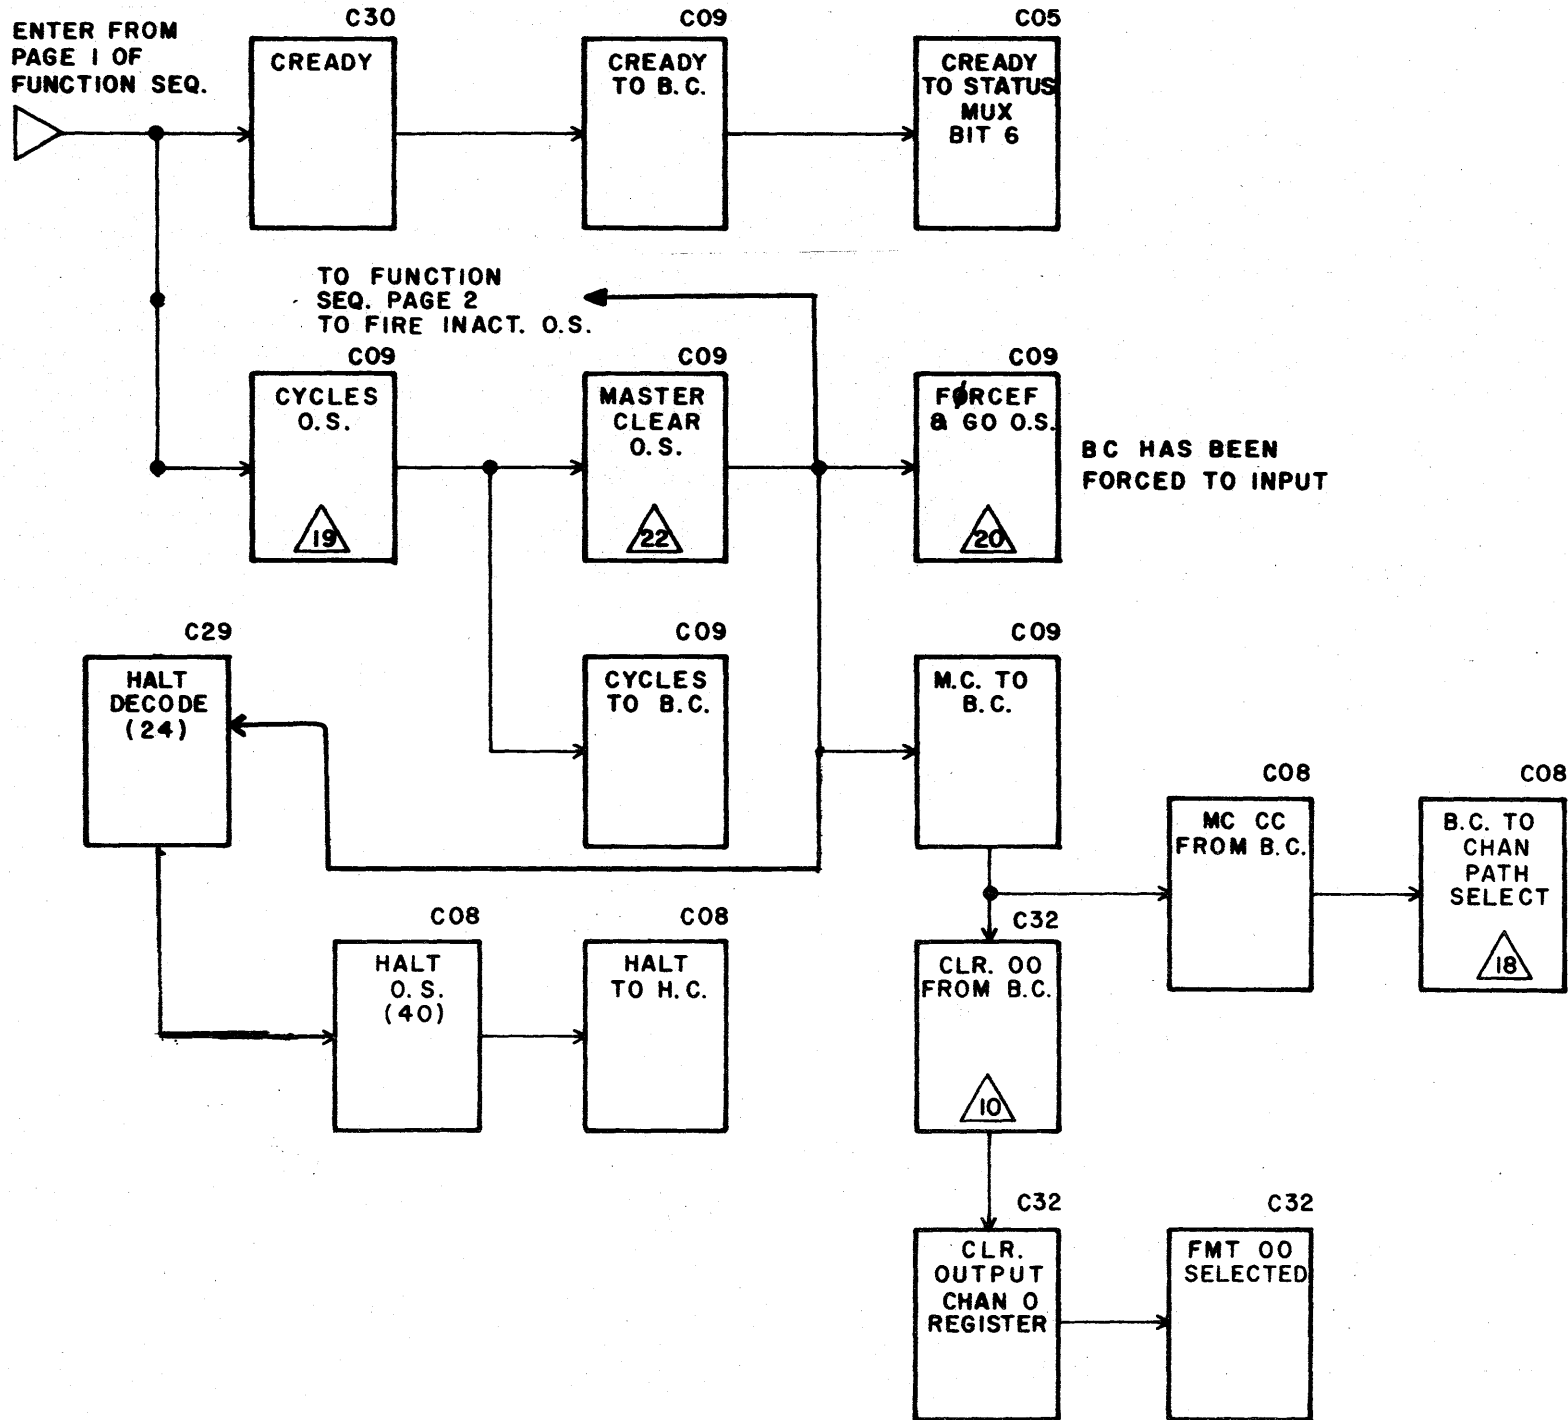 ENTER FROM
PAGE 1 OF
FUNCTION SEQ.
C30
CREADY
C09
CREADY
TO B.C.
C05
CREADY
TO STATUS
MUX
BIT 6
TO FUNCTION
SEQ. PAGE 2
TO FIRE INACT. O.S.
C09
CYCLES
O.S.
19
C09
MASTER
CLEAR
O.S.
22
C09
FØRCEF
& GO O.S.
20
BC HAS BEEN
FORCED TO INPUT
C29
HALT
DECODE
(24)
C09
CYCLES
TO B.C.
C09
M.C. TO
B.C.
C08
MC CC
FROM B.C.
C08
B.C. TO
CHAN
PATH
SELECT
18
C08
HALT
O.S.
(40)
C08
HALT
TO H.C.
C32
CLR. 00
FROM B.C.
10
C32
CLR.
OUTPUT
CHAN 0
REGISTER
C32
FMT 00
SELECTED